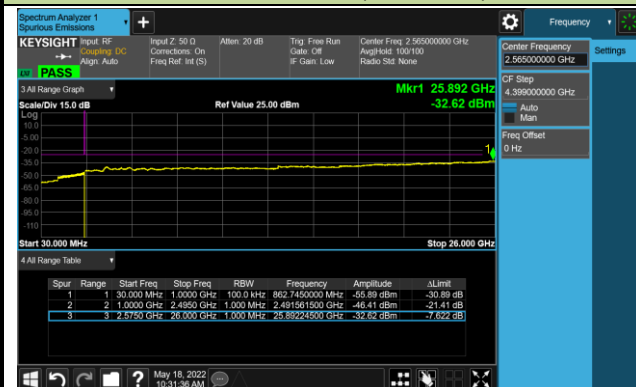 Spectrum Analyzer 1
Spurious Emissions
Frequency
KEYSIGHT Input: RF
Coupling: DC
Align: Auto
Input Z: 50 Ω
Corrections: On
Freq Ref: Int (S)
Atten: 20 dB
Trig: Free Run
Gate: Off
IF Gain: Low
Center Freq: 2.565000000 GHz
Avg|Hold: 100/100
Radio Std: None
PASS
Center Frequency
2.565000000 GHz
Settings
CF Step
4.399000000 GHz
Auto
Man
Freq Offset
0 Hz
3 All Range Graph
Mkr1 25.892 GHz
Scale/Div 15.0 dB Ref Value 25.00 dBm -32.62 dBm
Log
10.0
-5.00
-20.0
-35.0
-50.0
-65.0
-80.0
-95.0
-110
1
Start 30.000 MHz Stop 26.000 GHz
4 All Range Table
Spur Range Start Freq Stop Freq RBW Frequency Amplitude ΔLimit
1 1 30.000 MHz 1.0000 GHz 100.0 kHz 862.7450000 MHz -55.89 dBm -30.89 dB
2 2 1.0000 GHz 2.4950 GHz 1.000 MHz 2.491561500 GHz -46.41 dBm -21.41 dB
3 3 2.5750 GHz 26.000 GHz 1.000 MHz 25.89224500 GHz -32.62 dBm -7.622 dB
May 18, 2022
10:31:36 AM